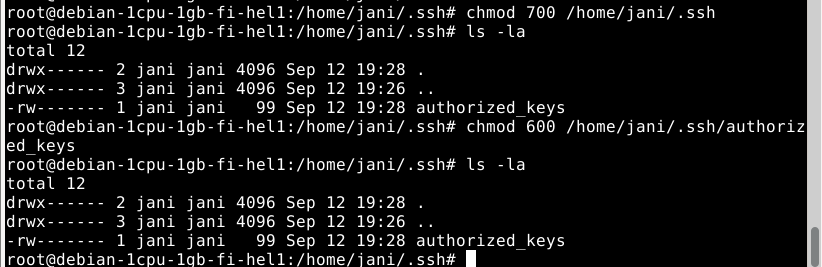 root@debian-1cpu-1gb-fi-hel1:/home/jani/.ssh# chmod 700 /home/jani/.ssh
root@debian-1cpu-1gb-fi-hel1:/home/jani/.ssh# ls -la
total 12
drwx------ 2 jani jani 4096 Sep 12 19:28 .
drwx------ 3 jani jani 4096 Sep 12 19:26 ..
-rw------- 1 jani jani   99 Sep 12 19:28 authorized_keys
root@debian-1cpu-1gb-fi-hel1:/home/jani/.ssh# chmod 600 /home/jani/.ssh/authoriz
ed_keys
root@debian-1cpu-1gb-fi-hel1:/home/jani/.ssh# ls -la
total 12
drwx------ 2 jani jani 4096 Sep 12 19:28 .
drwx------ 3 jani jani 4096 Sep 12 19:26 ..
-rw------- 1 jani jani   99 Sep 12 19:28 authorized_keys
root@debian-1cpu-1gb-fi-hel1:/home/jani/.ssh#